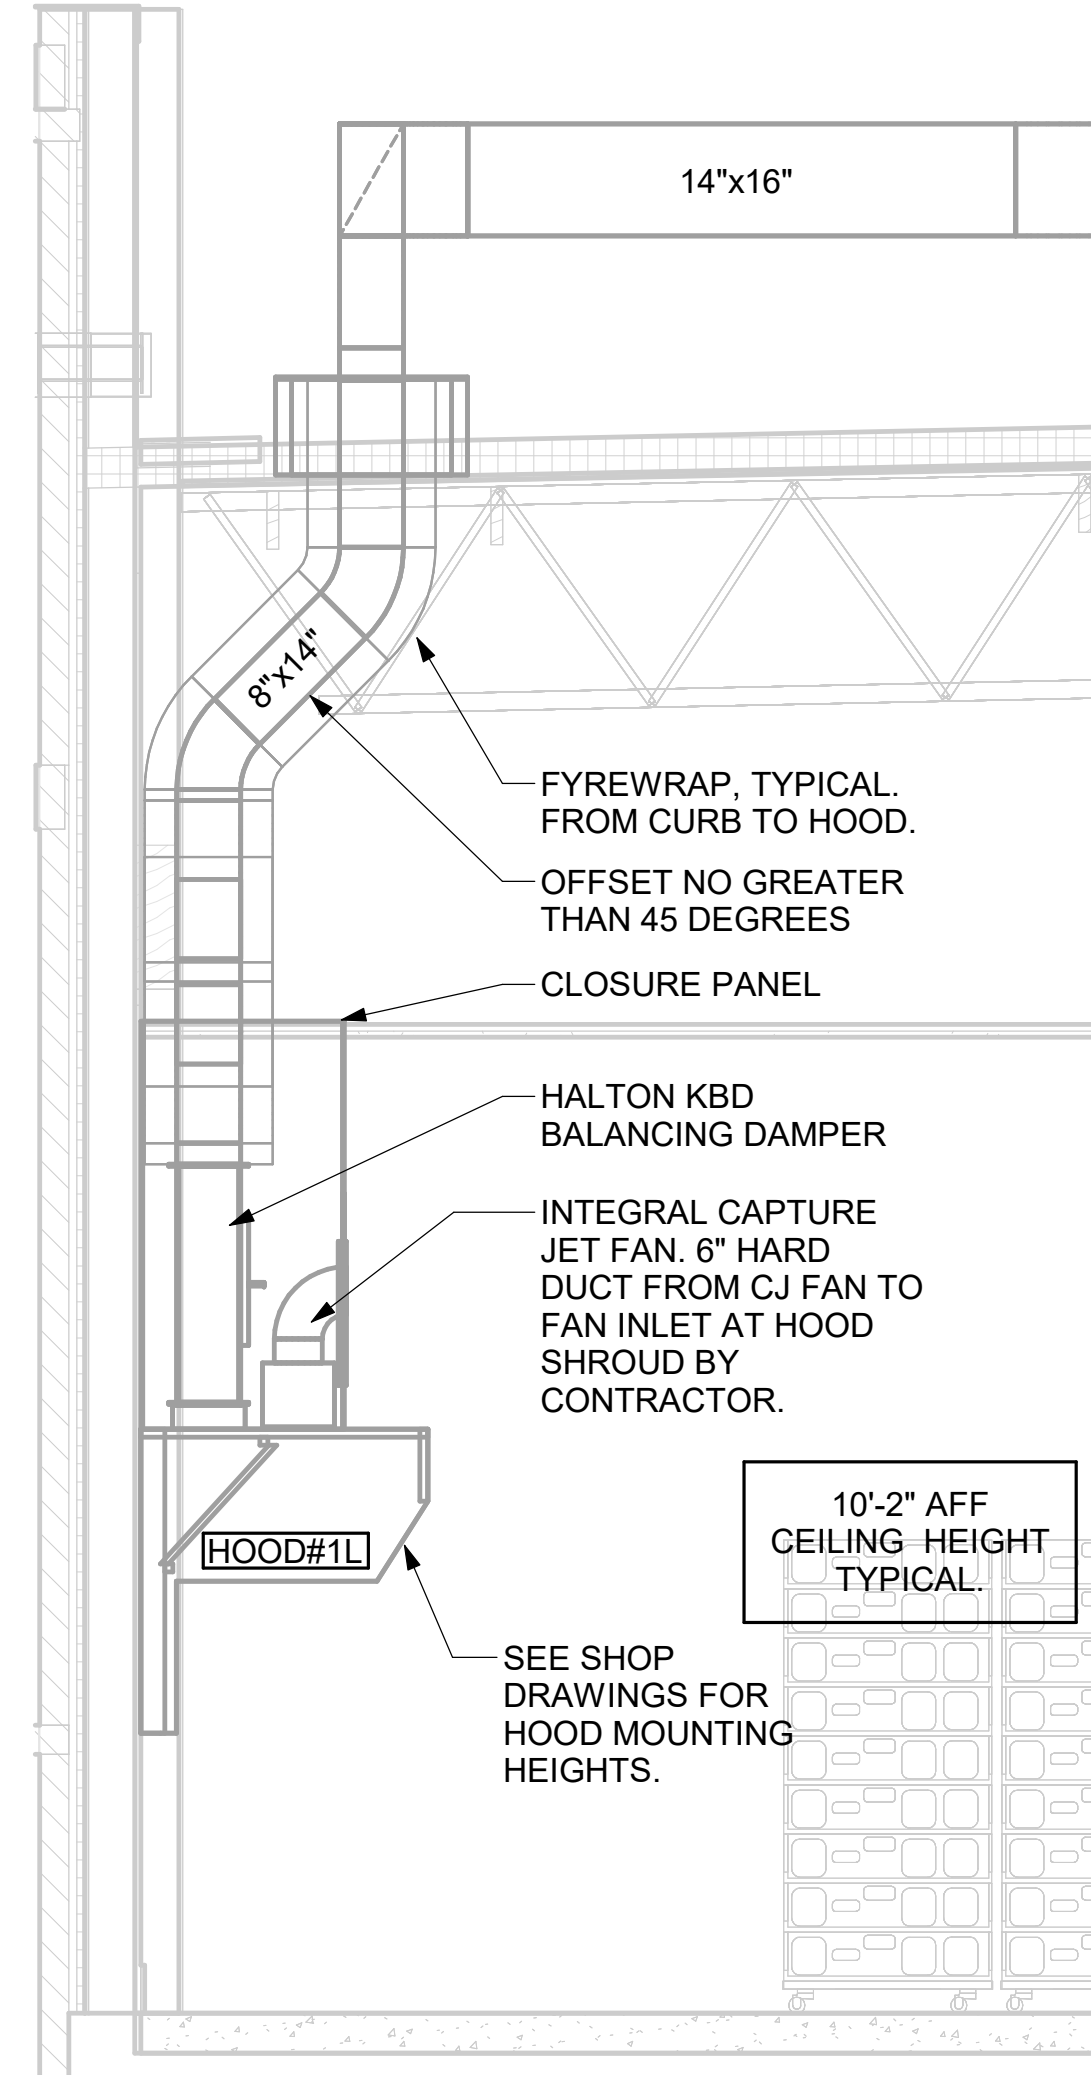 14"x16"
8"x14"
FYREWRAP, TYPICAL.
FROM CURB TO HOOD.
OFFSET NO GREATER
THAN 45 DEGREES
CLOSURE PANEL
HALTON KBD
BALANCING DAMPER
INTEGRAL CAPTURE
JET FAN. 6" HARD
DUCT FROM CJ FAN TO
FAN INLET AT HOOD
SHROUD BY
CONTRACTOR.
10'-2" AFF
CEILING HEIGHT
TYPICAL.
HOOD#1L
SEE SHOP
DRAWINGS FOR
HOOD MOUNTING
HEIGHTS.